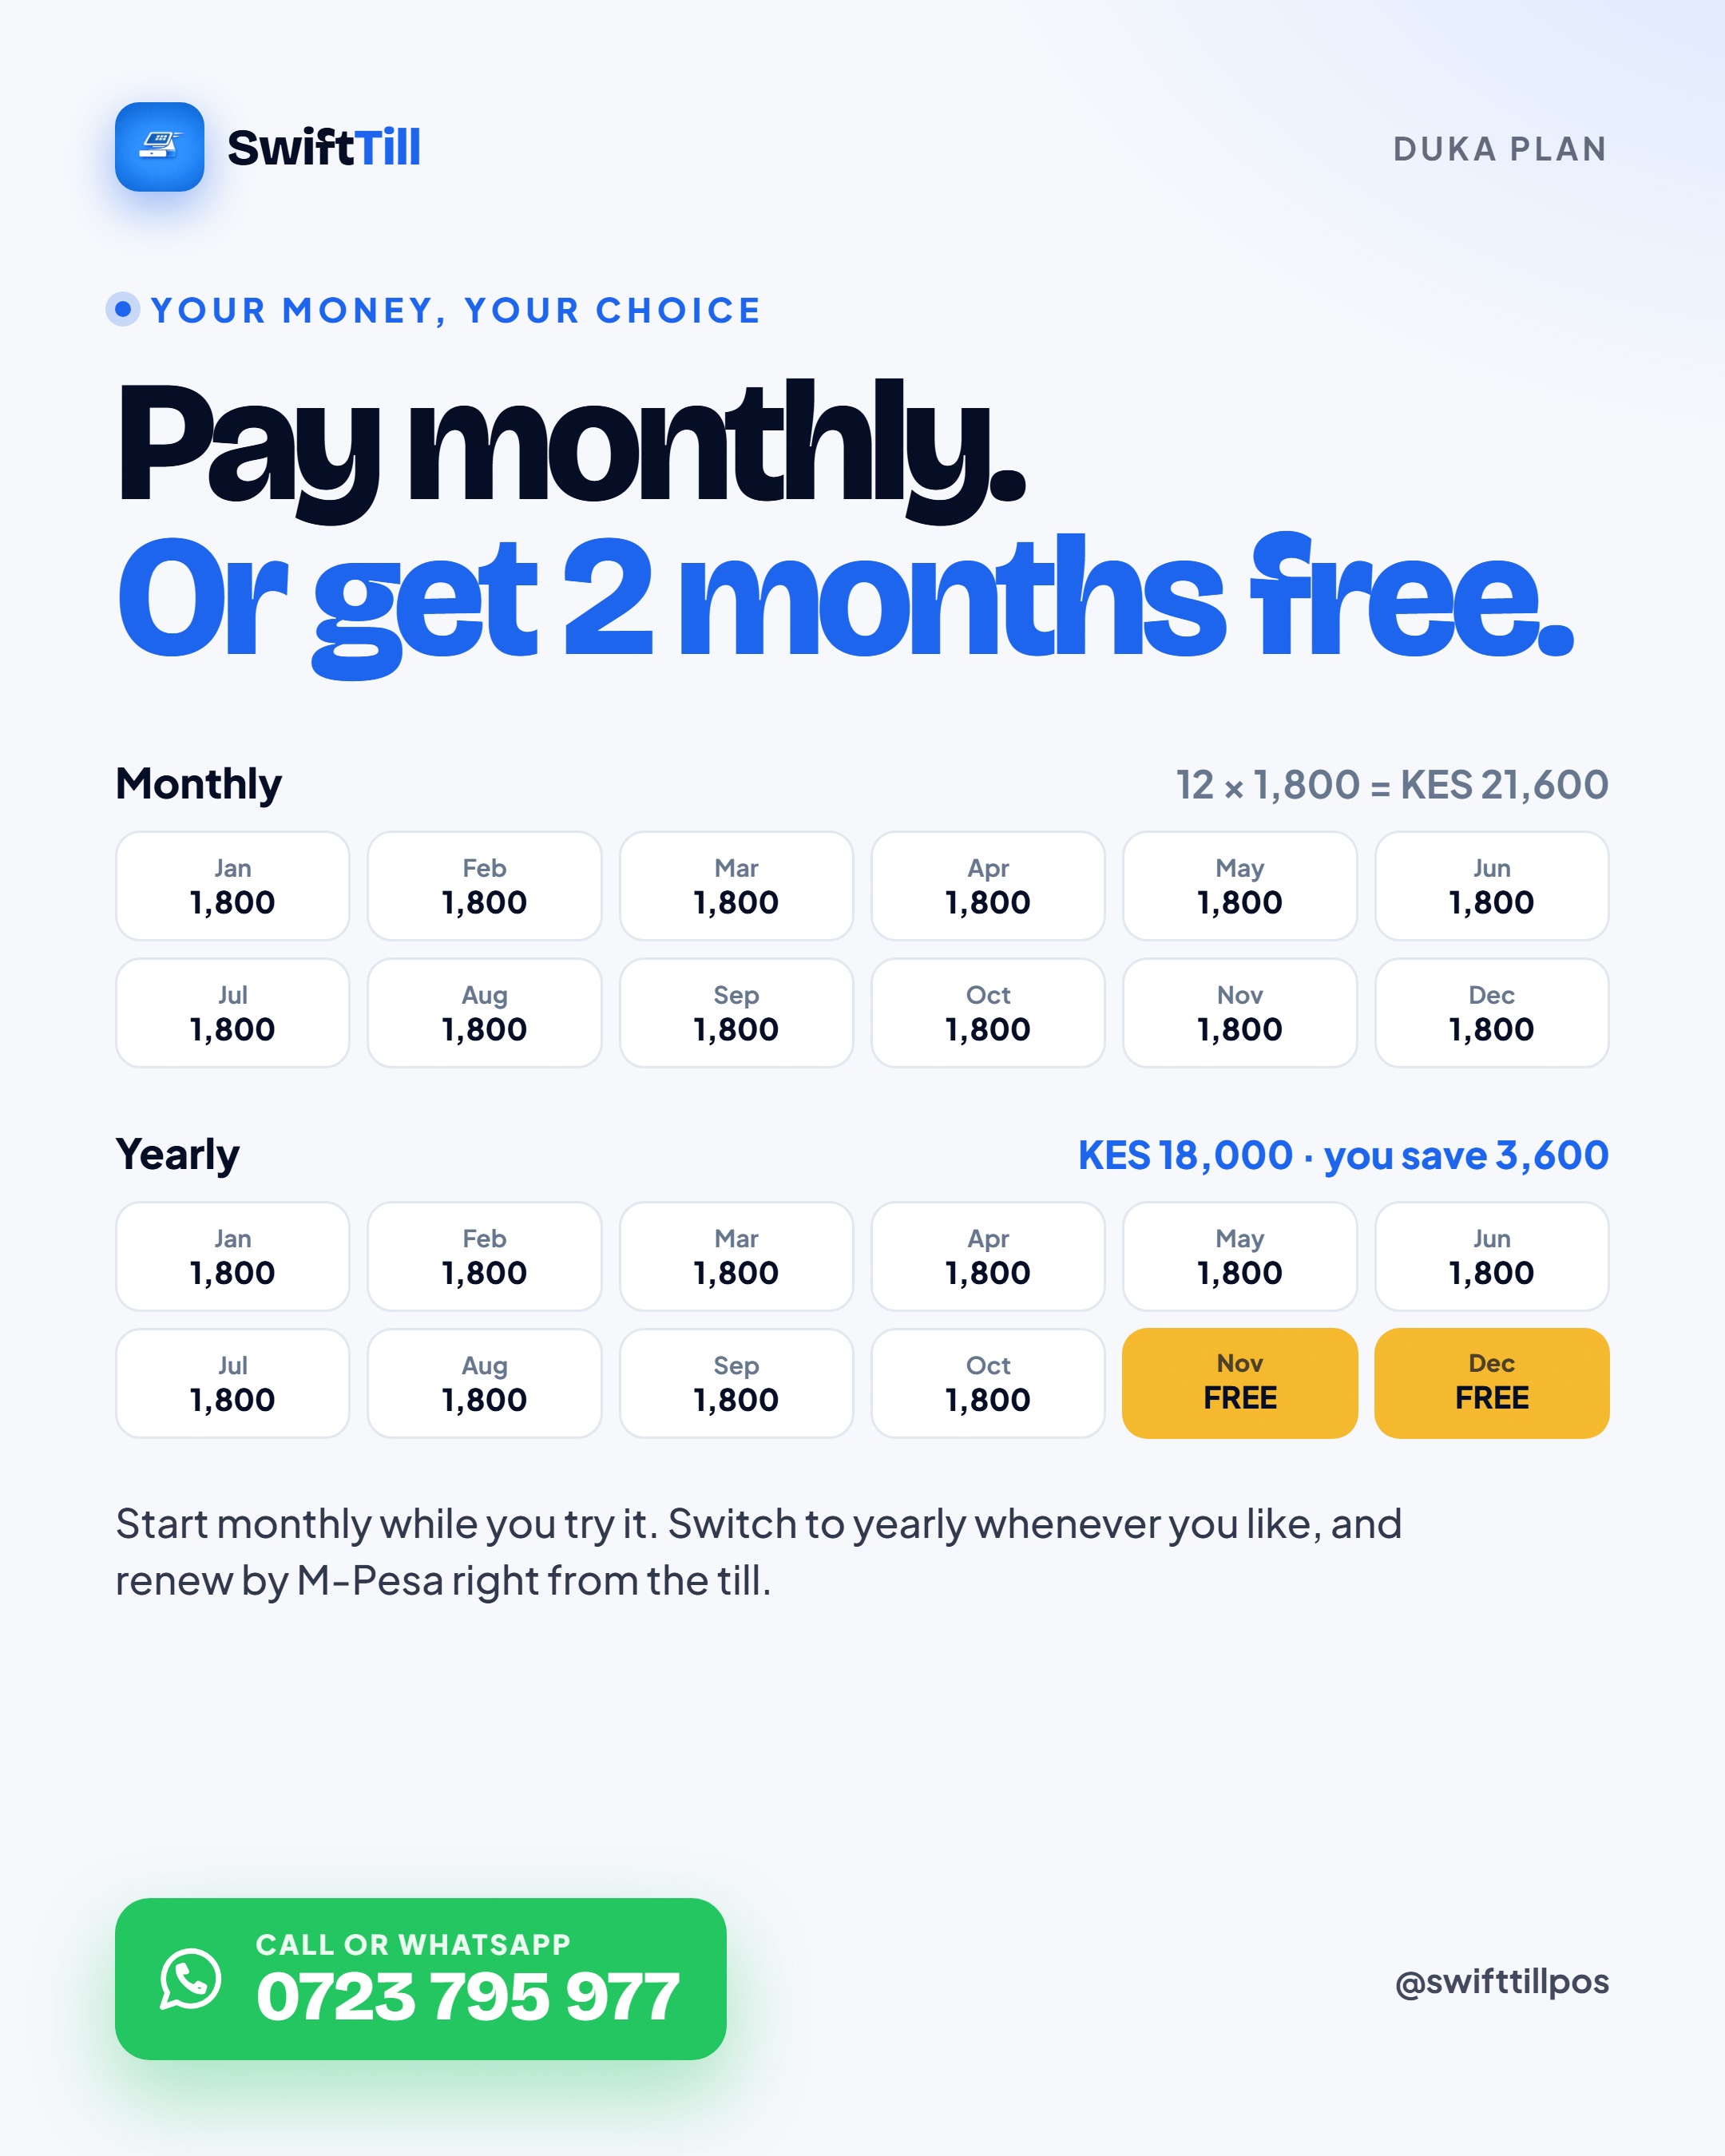 SwiftTill
DUKA PLAN
YOUR MONEY, YOUR CHOICE
Pay monthly.
Or get 2 months free.
Monthly
12 × 1,800 = KES 21,600
Jan Feb Mar Apr May Jun
1,800 1,800 1,800 1,800 1,800 1,800
Jul Aug Sep Oct Nov Dec
1,800 1,800 1,800 1,800 1,800 1,800
Yearly
KES 18,000 · you save 3,600
Jan Feb Mar Apr May Jun
1,800 1,800 1,800 1,800 1,800 1,800
Jul Aug Sep Oct Nov Dec
1,800 1,800 1,800 1,800 FREE FREE
Start monthly while you try it. Switch to yearly whenever you like, and
renew by M-Pesa right from the till.
CALL OR WHATSAPP
0723 795 977
@swifttillpos